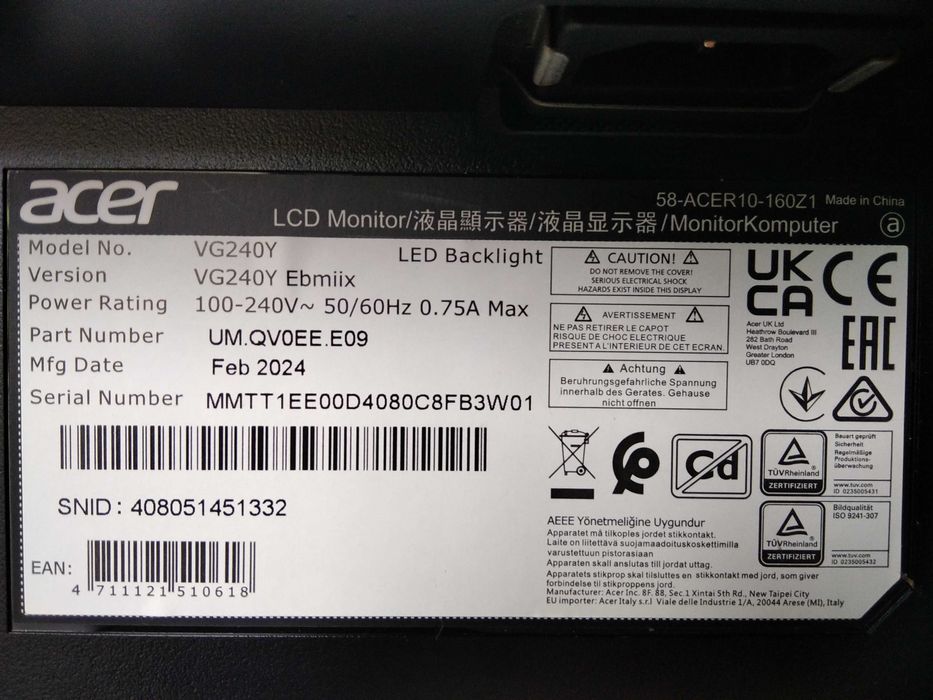 acer
58-ACER10-160Z1 Made in China
LCD Monitor/液晶顯示器/液晶显示器/MonitorKomputer
a
Model No. VG240Y LED Backlight
Version VG240Y Ebmiix
Power Rating 100-240V~ 50/60Hz 0.75A Max
Part Number UM.QV0EE.E09
Mfg Date Feb 2024
Serial Number MMTT1EE00D4080C8FB3W01
SNID : 408051451332
EAN: 4 711121 510618
CAUTION!
DO NOT REMOVE THE COVER!
SERIOUS ELECTRICAL SHOCK
HAZARDS EXIST INSIDE THIS DISPLAY
AVERTISSEMENT
NE PAS RETIRER LE CAPOT
RISQUE DE CHOC ELECTRIQUE
PRESENT A L'INTERIEUR DE CET ECRAN.
Achtung
Beruhrungsgefahrliche Spannung
innerhalb des Gerates. Gehause
nicht offnen
UK
CA
CE
Acer UK Ltd
Heathrow Boulevard III
282 Bath Road
West Drayton
Greater London
UB7 0DQ
EAC
Cd
TÜVRheinland
ZERTIFIZIERT
Bauart geprüft
Sicherheit
Regelmäßige
Produktions-
überwachung
www.tuv.com
ID 0235005431
TÜVRheinland
ZERTIFIZIERT
Bildqualität
ISO 9241-307
www.tuv.com
ID 0235005432
AEEE Yönetmeliğine Uygundur
Apparatet må tilkoples jordet stikkontakt.
Laite on liitettävä suojamaadoituskoskettimilla
varustettuun pistorasiaan
Apparaten skall anslutas till jordat uttag.
Apparatets stikprop skal tilsluttes en stikkontakt med jord, som giver
forbindelse til stikproppens jord.
Manufacturer: Acer Inc. 8F. 88, Sec.1 Xintai 5th Rd., New Taipei City
EU importer: Acer Italy s.r.l Viale delle Industrie 1/A, 20044 Arese (MI), Italy